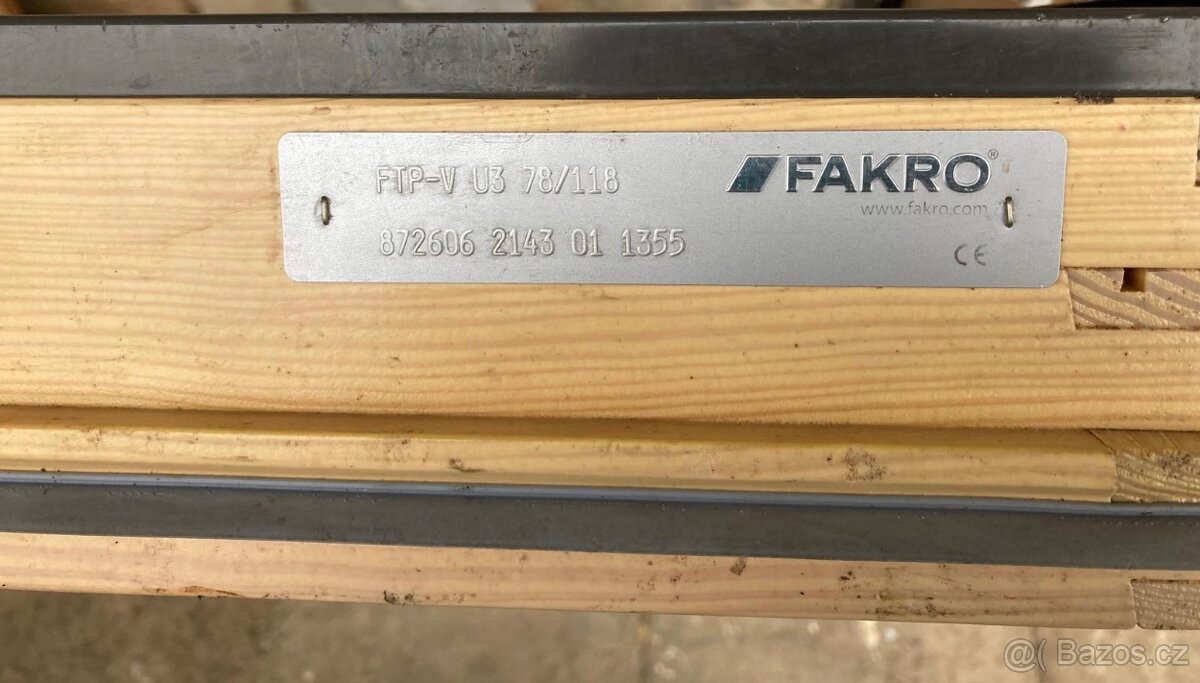 FTP-V U3 78/118
FAKRO®
www.fakro.com
872606 2143 01 1355
CE
@( Bazos.cz